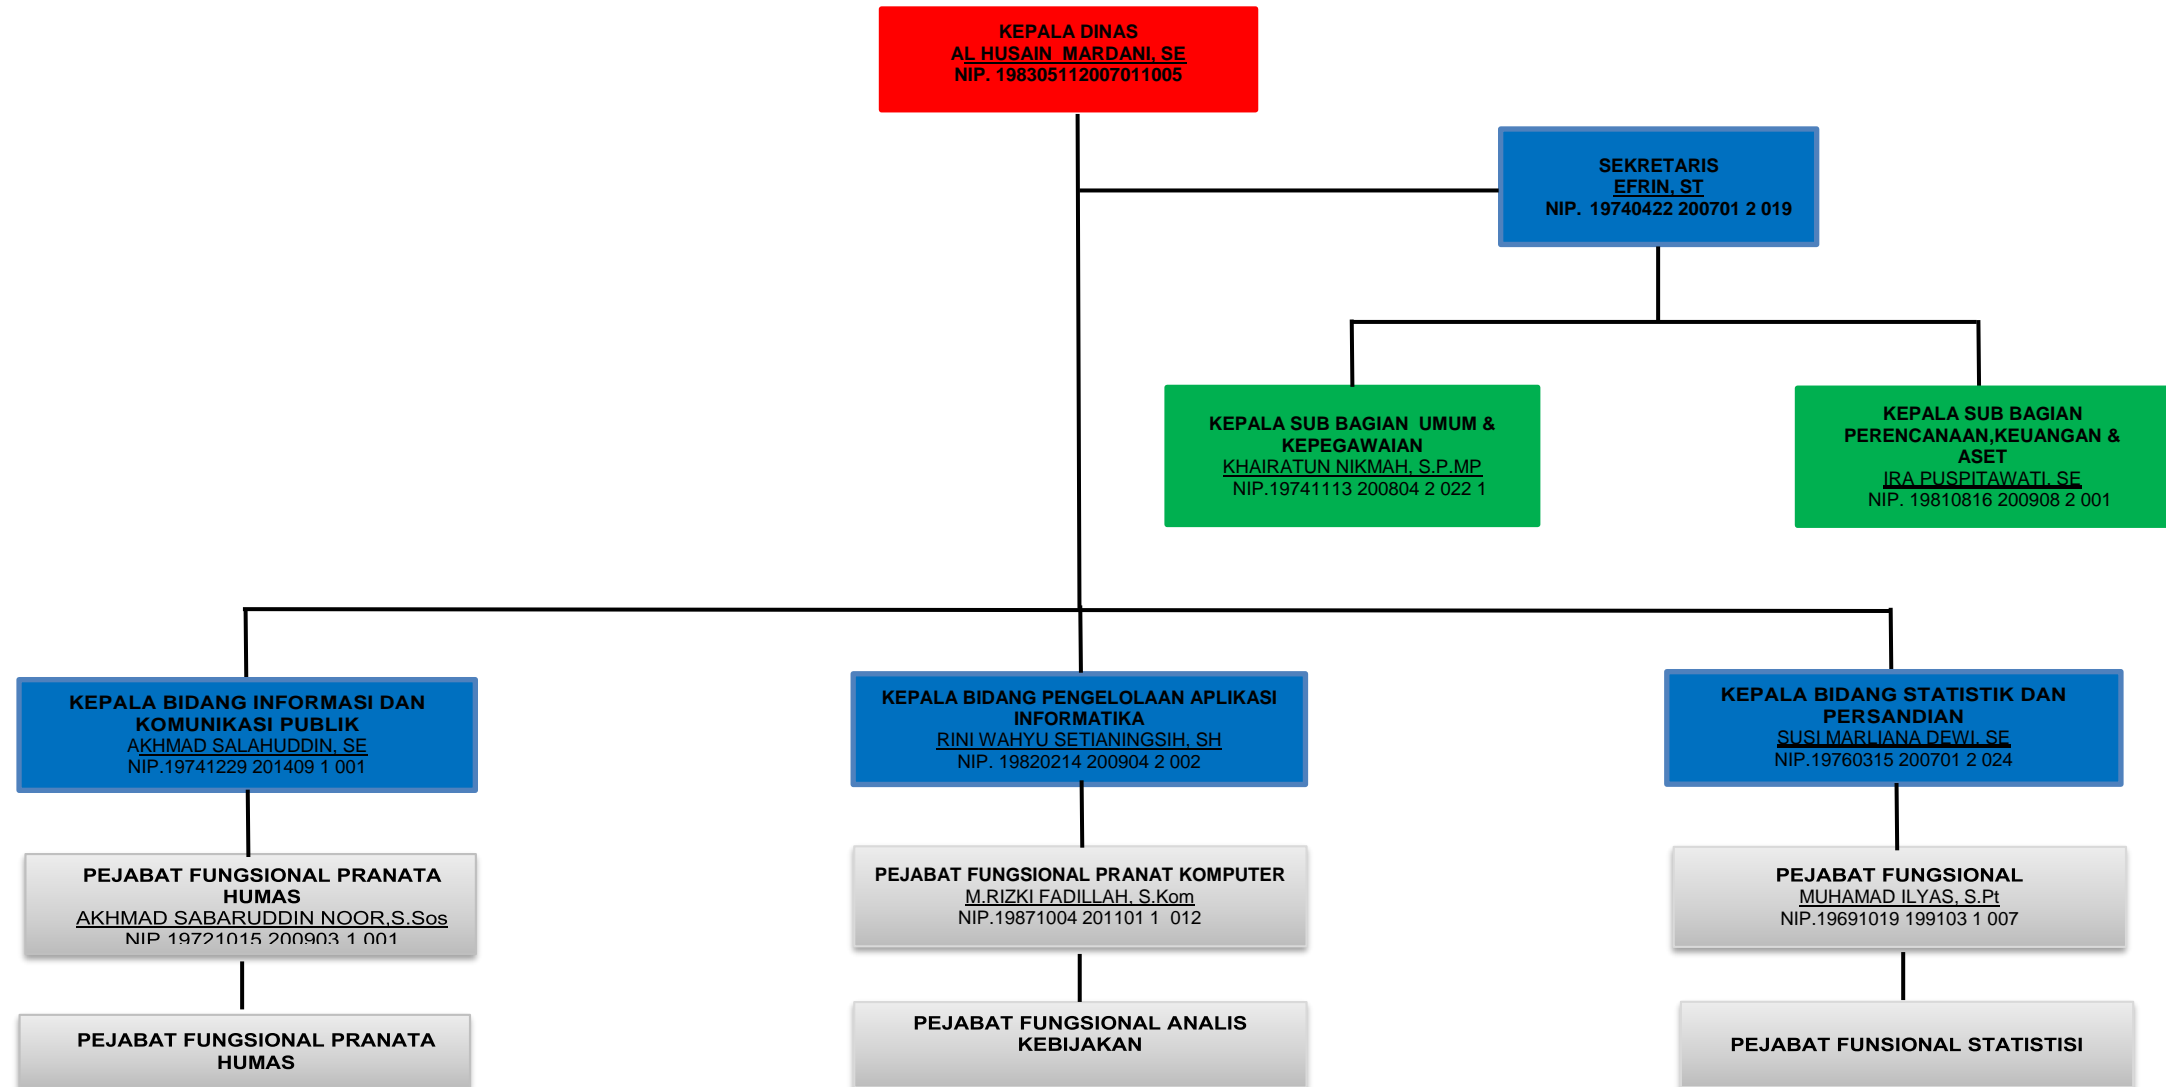 KEPALA DINAS
AL HUSAIN  MARDANI, SE
NIP. 198305112007011005
SEKRETARIS
EFRIN, ST
NIP.  19740422 200701 2 019
KEPALA SUB BAGIAN  UMUM &
KEPEGAWAIAN
KHAIRATUN NIKMAH, S.P.MP
NIP.19741113 200804 2 022 1
KEPALA SUB BAGIAN
PERENCANAAN,KEUANGAN &
ASET
IRA PUSPITAWATI, SE
NIP. 19810816 200908 2 001
KEPALA BIDANG INFORMASI DAN
KOMUNIKASI PUBLIK
AKHMAD SALAHUDDIN, SE
NIP.19741229 201409 1 001
KEPALA BIDANG PENGELOLAAN APLIKASI
INFORMATIKA
RINI WAHYU SETIANINGSIH, SH
NIP. 19820214 200904 2 002
KEPALA BIDANG STATISTIK DAN
PERSANDIAN
SUSI MARLIANA DEWI, SE
NIP.19760315 200701 2 024
PEJABAT FUNGSIONAL PRANATA
HUMAS
AKHMAD SABARUDDIN NOOR,S.Sos
NIP.19721015 200903 1 001
PEJABAT FUNGSIONAL PRANAT KOMPUTER
M.RIZKI FADILLAH, S.Kom
NIP.19871004 201101 1  012
PEJABAT FUNGSIONAL
MUHAMAD ILYAS, S.Pt
NIP.19691019 199103 1 007
PEJABAT FUNGSIONAL PRANATA
HUMAS
PEJABAT FUNGSIONAL ANALIS
KEBIJAKAN
PEJABAT FUNSIONAL STATISTISI